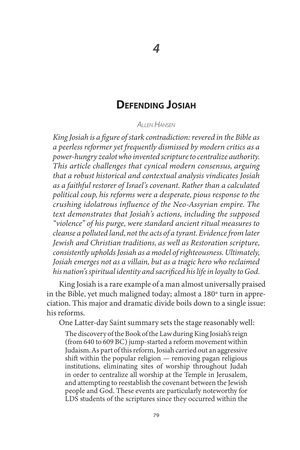 4
Defending Josiah
Allen Hansen
King Josiah is a figure of stark contradiction: revered in the Bible as
a peerless reformer yet frequently dismissed by modern critics as a
power-hungry zealot who invented scripture to centralize authority.
This article challenges that cynical modern consensus, arguing
that a robust historical and contextual analysis vindicates Josiah
as a faithful restorer of Israel's covenant. Rather than a calculated
political coup, his reforms were a desperate, pious response to the
crushing idolatrous influence of the Neo-Assyrian empire. The
text demonstrates that Josiah's actions, including the supposed
"violence" of his purge, were standard ancient ritual measures to
cleanse a polluted land, not the acts of a tyrant. Evidence from later
Jewish and Christian traditions, as well as Restoration scripture,
consistently upholds Josiah as a model of righteousness. Ultimately,
Josiah emerges not as a villain, but as a tragic hero who reclaimed
his nation's spiritual identity and sacrificed his life in loyalty to God.
King Josiah is a rare example of a man almost universally praised
in the Bible, yet much maligned today; almost a 180º turn in appre-
ciation. This major and dramatic divide boils down to a single issue:
his reforms.
One Latter-day Saint summary sets the stage reasonably well:
The discovery of the Book of the Law during King Josiah's reign
(from 640 to 609 BC) jump-started a reform movement within
Judaism. As part of this reform, Josiah carried out an aggressive
shift within the popular religion — removing pagan religious
institutions, eliminating sites of worship throughout Judah
in order to centralize all worship at the Temple in Jerusalem,
and attempting to reestablish the covenant between the Jewish
people and God. These events are particularly noteworthy for
LDS students of the scriptures since they occurred within the
79